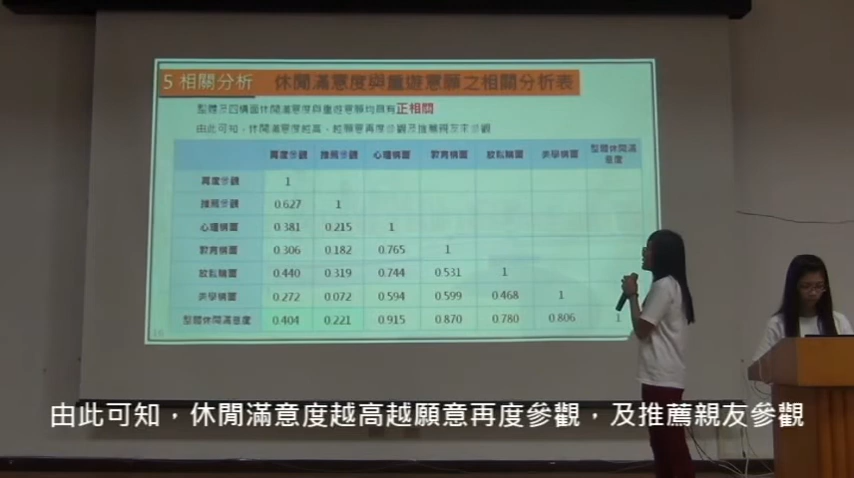 5 相關分析 休閒滿意度與重遊意願之相關分析表
整體及四構面休閒滿意度與重遊意願均具有正相關
由此可知，休閒滿意度越高，越願意再度參觀及推薦親友來參觀
再度參觀 推薦參觀 心理構面 教育構面 放鬆構面 美學構面 整體休閒滿意度
再度參觀 1
推薦參觀 0.627 1
心理構面 0.381 0.215 1
教育構面 0.306 0.182 0.765 1
放鬆構面 0.440 0.319 0.744 0.531 1
美學構面 0.272 0.072 0.594 0.599 0.468 1
整體休閒滿意度 0.404 0.221 0.915 0.870 0.780 0.806 1
由此可知，休閒滿意度越高越願意再度參觀，及推薦親友參觀